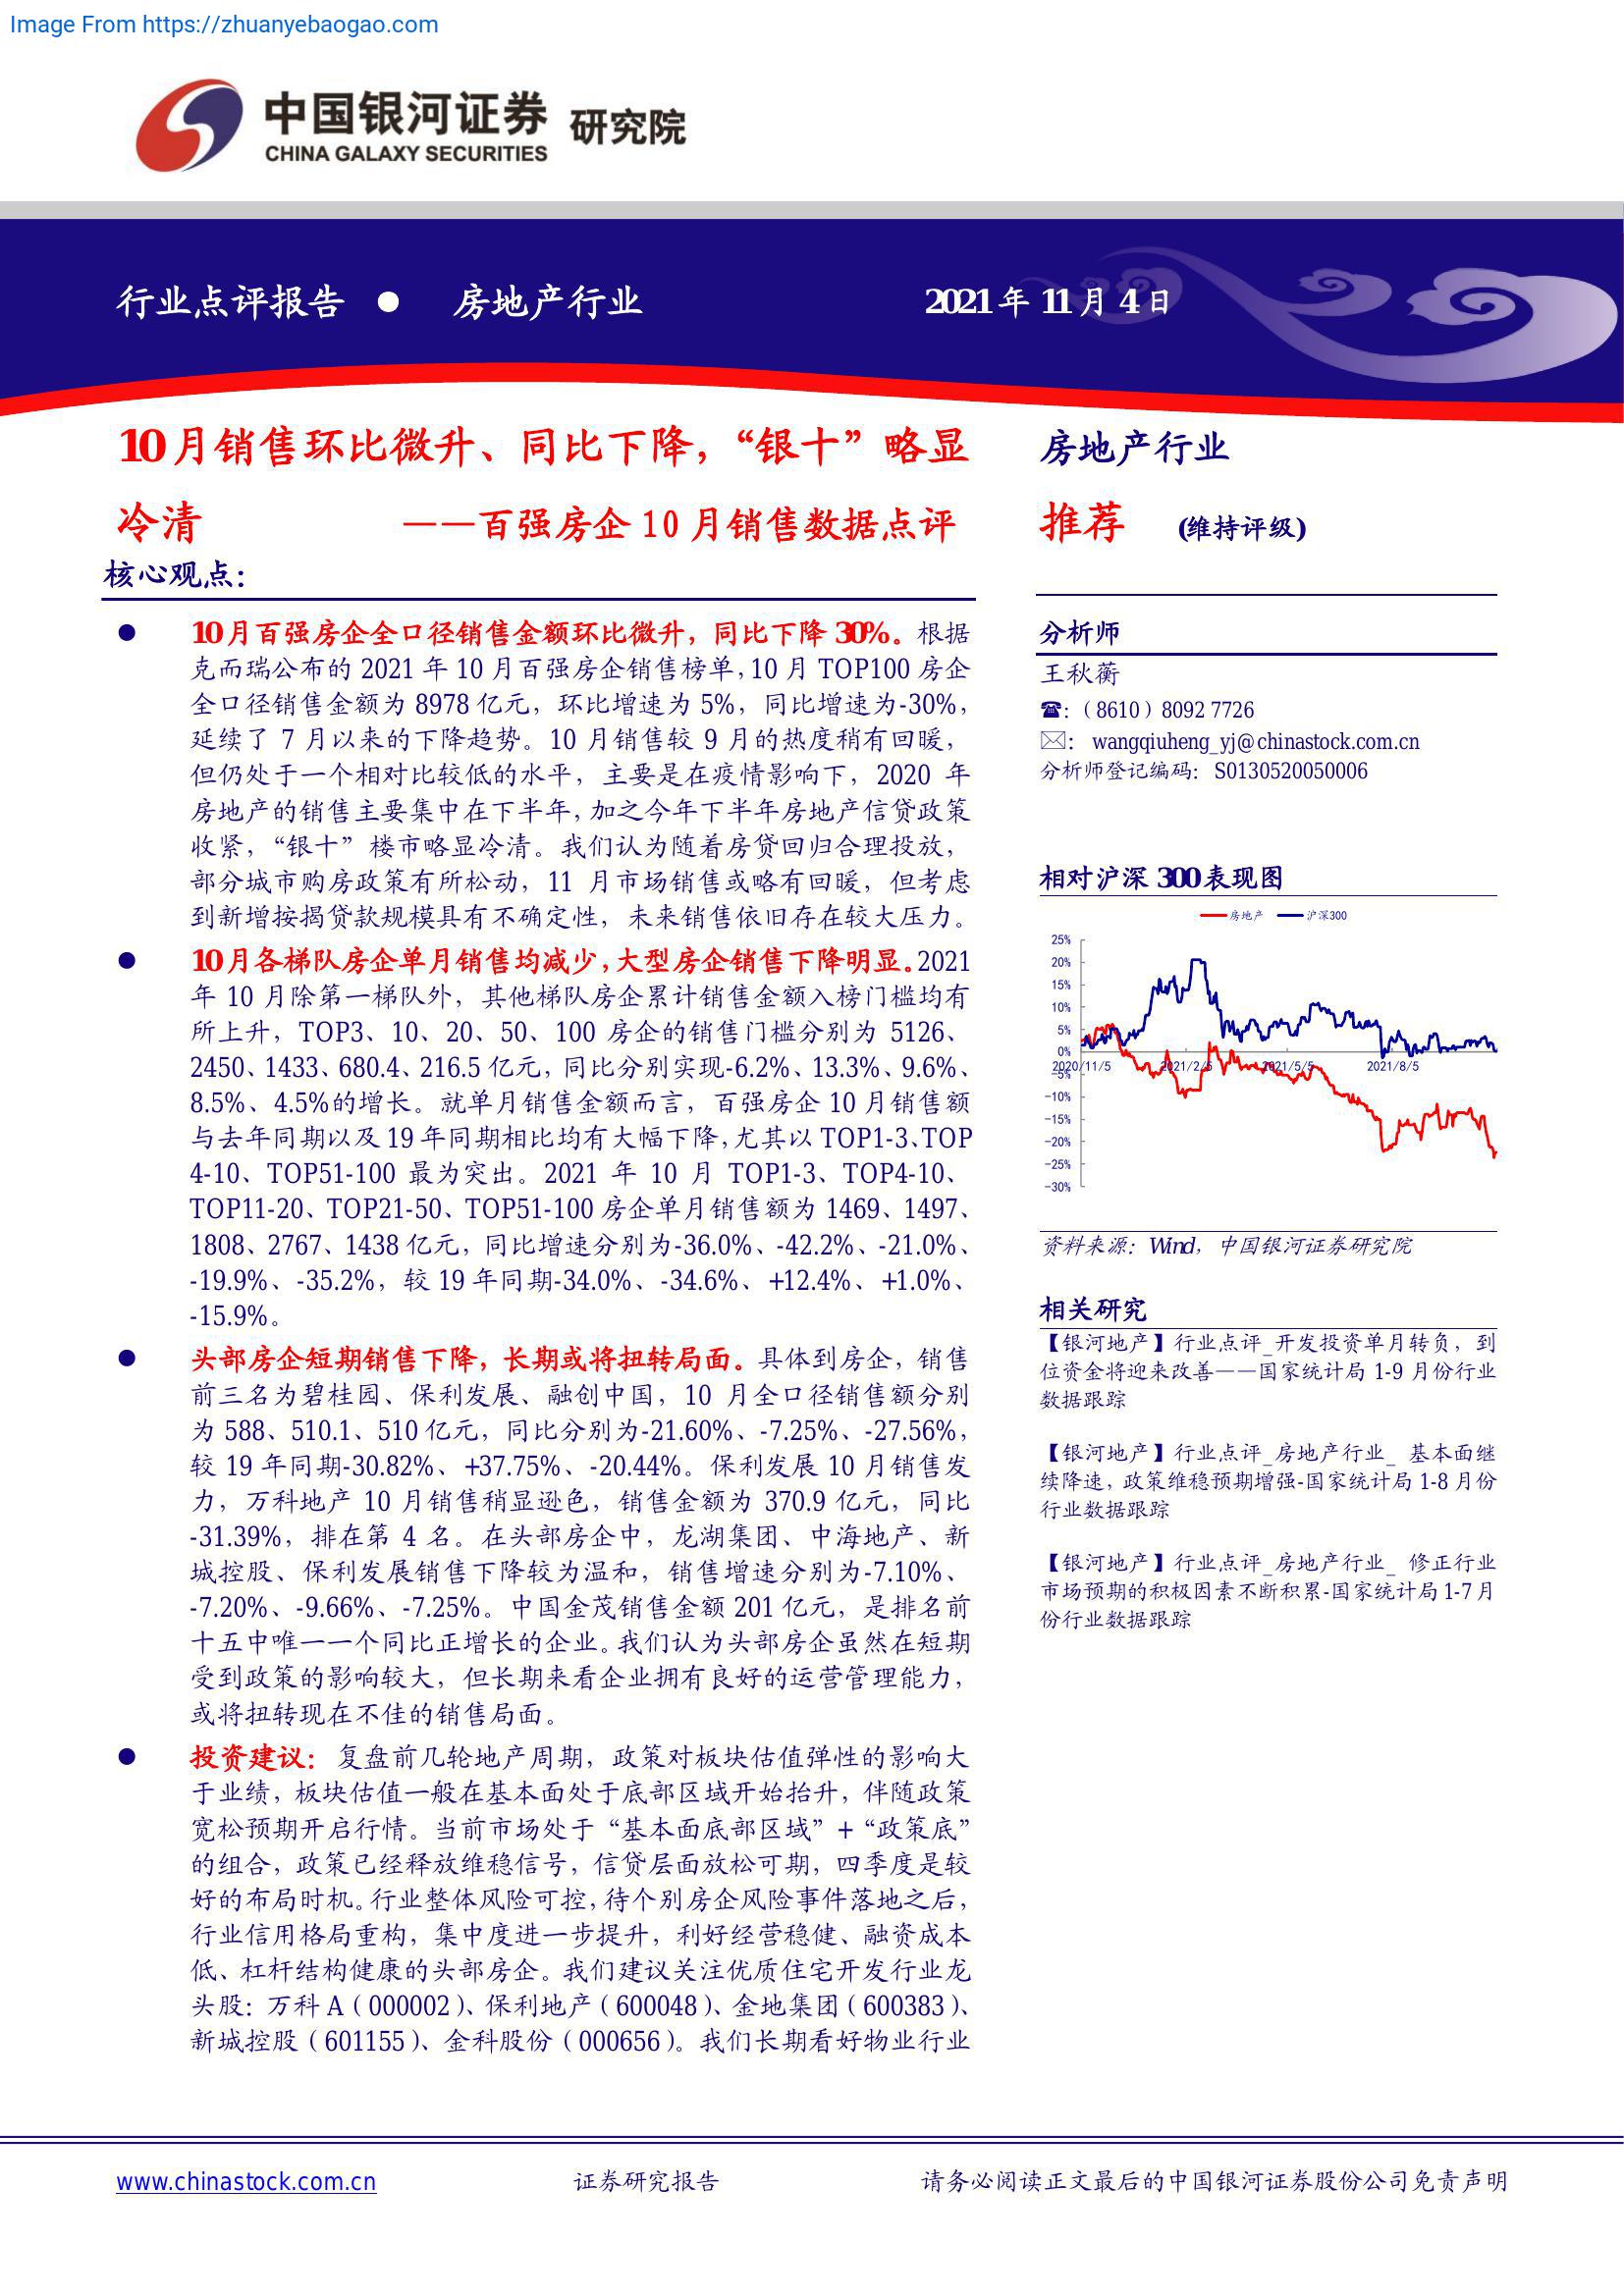 Image From https://zhuanyebaogao.com
中国银河证券 研究院
CHINA GALAXY SECURITIES
行业点评报告 ● 房地产行业 2021 年 11 月 4 日
10 月销售环比微升、同比下降，“银十”略显
冷清 ——百强房企 10 月销售数据点评
核心观点：
● 10 月百强房企全口径销售金额环比微升，同比下降 30%。根据
克而瑞公布的 2021 年 10 月百强房企销售榜单，10 月 TOP100 房企
全口径销售金额为 8978 亿元，环比增速为 5%，同比增速为-30%，
延续了 7 月以来的下降趋势。10 月销售较 9 月的热度稍有回暖，
但仍处于一个相对比较低的水平，主要是在疫情影响下，2020 年
房地产的销售主要集中在下半年，加之今年下半年房地产信贷政策
收紧，“银十”楼市略显冷清。我们认为随着房贷回归合理投放，
部分城市购房政策有所松动，11 月市场销售或略有回暖，但考虑
到新增按揭贷款规模具有不确定性，未来销售依旧存在较大压力。
● 10 月各梯队房企单月销售均减少，大型房企销售下降明显。2021
年 10 月除第一梯队外，其他梯队房企累计销售金额入榜门槛均有
所上升，TOP3、10、20、50、100 房企的销售门槛分别为 5126、
2450、1433、680.4、216.5 亿元，同比分别实现-6.2%、13.3%、9.6%、
8.5%、4.5%的增长。就单月销售金额而言，百强房企 10 月销售额
与去年同期以及 19 年同期相比均有大幅下降，尤其以 TOP1-3、TOP
4-10、TOP51-100 最为突出。2021 年 10 月 TOP1-3、TOP4-10、
TOP11-20、TOP21-50、TOP51-100 房企单月销售额为 1469、1497、
1808、2767、1438 亿元，同比增速分别为-36.0%、-42.2%、-21.0%、
-19.9%、-35.2%，较 19 年同期-34.0%、-34.6%、+12.4%、+1.0%、
-15.9%。
● 头部房企短期销售下降，长期或将扭转局面。具体到房企，销售
前三名为碧桂园、保利发展、融创中国，10 月全口径销售额分别
为 588、510.1、510 亿元，同比分别为-21.60%、-7.25%、-27.56%，
较 19 年同期-30.82%、+37.75%、-20.44%。保利发展 10 月销售发
力，万科地产 10 月销售稍显逊色，销售金额为 370.9 亿元，同比
-31.39%，排在第 4 名。在头部房企中，龙湖集团、中海地产、新
城控股、保利发展销售下降较为温和，销售增速分别为-7.10%、
-7.20%、-9.66%、-7.25%。中国金茂销售金额 201 亿元，是排名前
十五中唯一一个同比正增长的企业。我们认为头部房企虽然在短期
受到政策的影响较大，但长期来看企业拥有良好的运营管理能力，
或将扭转现在不佳的销售局面。
● 投资建议： 复盘前几轮地产周期，政策对板块估值弹性的影响大
于业绩，板块估值一般在基本面处于底部区域开始抬升，伴随政策
宽松预期开启行情。当前市场处于“基本面底部区域”+“政策底”
的组合，政策已经释放维稳信号，信贷层面放松可期，四季度是较
好的布局时机。行业整体风险可控，待个别房企风险事件落地之后，
行业信用格局重构，集中度进一步提升，利好经营稳健、融资成本
低、杠杆结构健康的头部房企。我们建议关注优质住宅开发行业龙
头股：万科 A（000002）、保利地产（600048）、金地集团（600383）、
新城控股（601155）、金科股份（000656）。我们长期看好物业行业
房地产行业
推荐 (维持评级)
分析师
王秋蘅
☎：（8610）8092 7726
✉： wangqiuheng_yj@chinastock.com.cn
分析师登记编码：S0130520050006
相对沪深 300 表现图
房地产 沪深300
25%
20%
15%
10%
5%
0%
2020/11/5 2021/2/5 2021/5/5 2021/8/5
-5%
-10%
-15%
-20%
-25%
-30%
资料来源：Wind，中国银河证券研究院
相关研究
【银河地产】行业点评_开发投资单月转负，到
位资金将迎来改善——国家统计局 1-9 月份行业
数据跟踪
【银河地产】行业点评_房地产行业_ 基本面继
续降速，政策维稳预期增强-国家统计局 1-8 月份
行业数据跟踪
【银河地产】行业点评_房地产行业_ 修正行业
市场预期的积极因素不断积累-国家统计局 1-7 月
份行业数据跟踪
www.chinastock.com.cn 证券研究报告 请务必阅读正文最后的中国银河证券股份公司免责声明